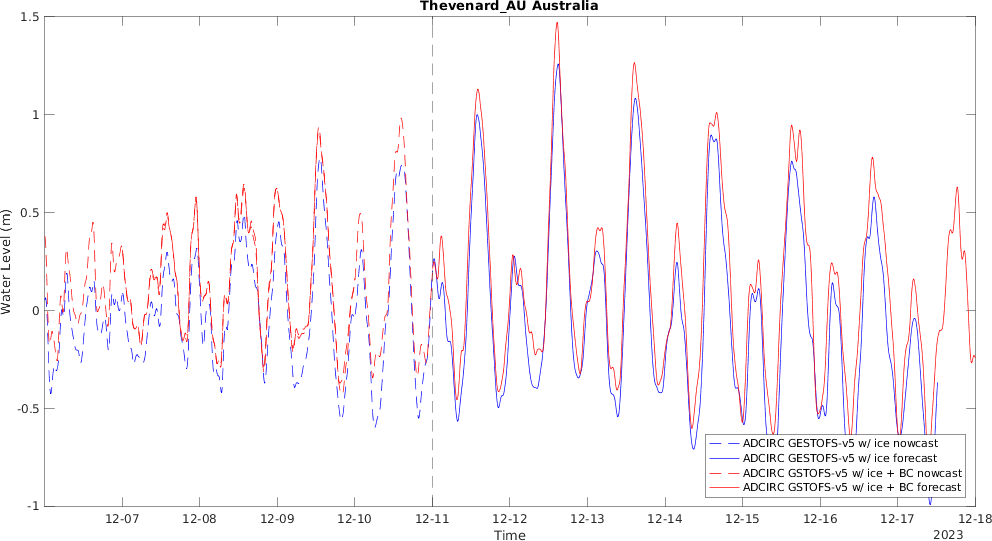 Thevenard_AU Australia
1.5
1
0.5
0
-0.5
-1
Water Level (m)
ADCIRC GESTOFS-v5 w/ ice nowcast
ADCIRC GESTOFS-v5 w/ ice forecast
ADCIRC GSTOFS-v5 w/ ice + BC nowcast
ADCIRC GSTOFS-v5 w/ ice + BC forecast
12-07 12-08 12-09 12-10 12-11 12-12 12-13 12-14 12-15 12-16 12-17 12-18
Time
2023